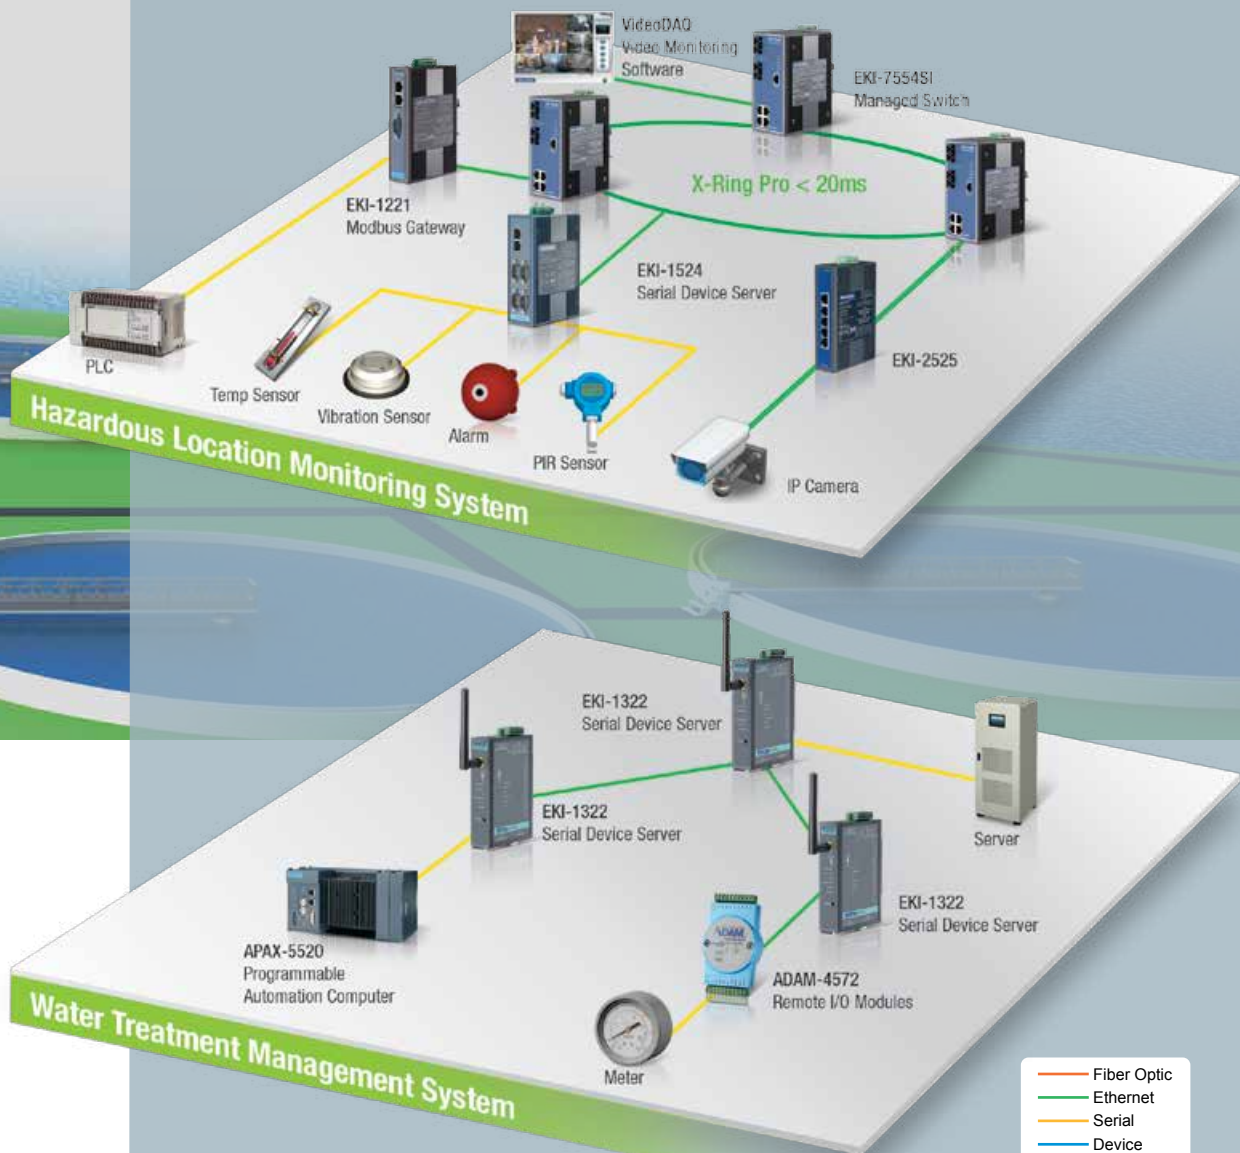 VideoDAQ
Video Monitoring
Software
EKI-7554SI
Managed Switch
X-Ring Pro < 20ms
EKI-1221
Modbus Gateway
EKI-1524
Serial Device Server
EKI-2525
PLC
Temp Sensor
Vibration Sensor
Alarm
PIR Sensor
IP Camera
Hazardous Location Monitoring System
EKI-1322
Serial Device Server
EKI-1322
Serial Device Server
Server
EKI-1322
Serial Device Server
APAX-5520
Programmable
Automation Computer
ADAM
ADAM-4572
Remote I/O Modules
Meter
Water Treatment Management System
Fiber Optic
Ethernet
Serial
Device